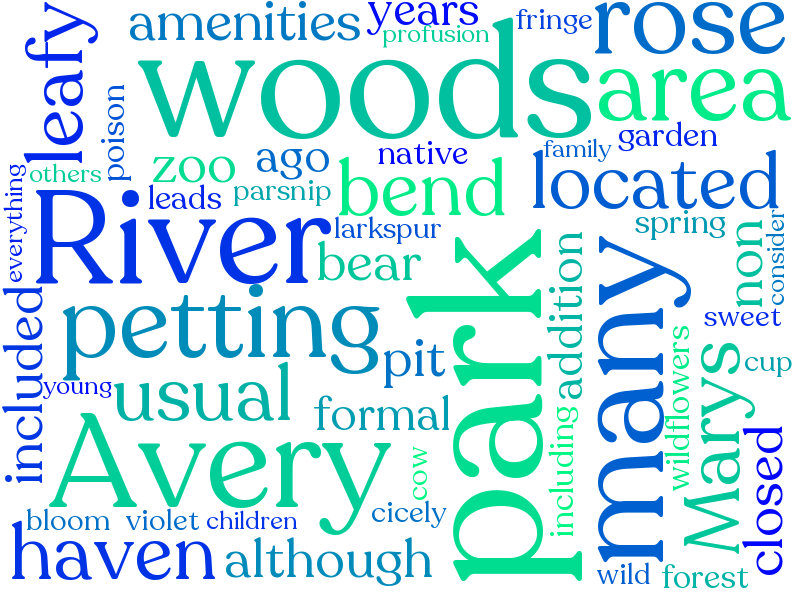 amenities
years
profusion
fringe
rose
leafy
woods
area
poison
garden
zoo
ago
native
family
others
everything
leads
parsnip
bend
located
River
larkspur
spring
bear
park
many
addition
non
consider
included
petting
pit
sweet
young
usual
formal
wildflowers
Marys
cup
Avery
cow
including
closed
bloom
violet
children
cicely
haven
although
wild
forest